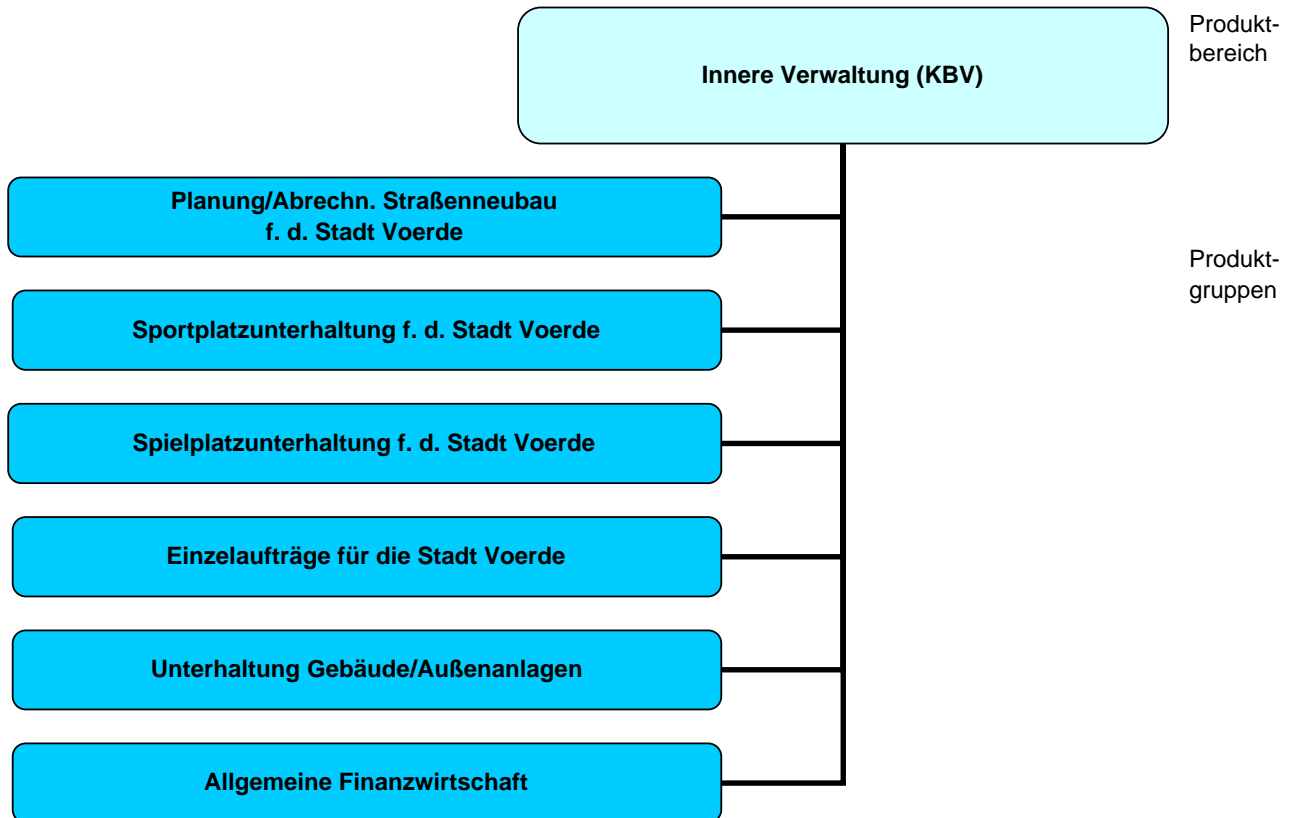 Produkt-
bereich
Innere Verwaltung (KBV)
Planung/Abrechn. Straßenneubau
f. d. Stadt Voerde
Produkt-
gruppen
Sportplatzunterhaltung f. d. Stadt Voerde
Spielplatzunterhaltung f. d. Stadt Voerde
Einzelaufträge für die Stadt Voerde
Unterhaltung Gebäude/Außenanlagen
Allgemeine Finanzwirtschaft